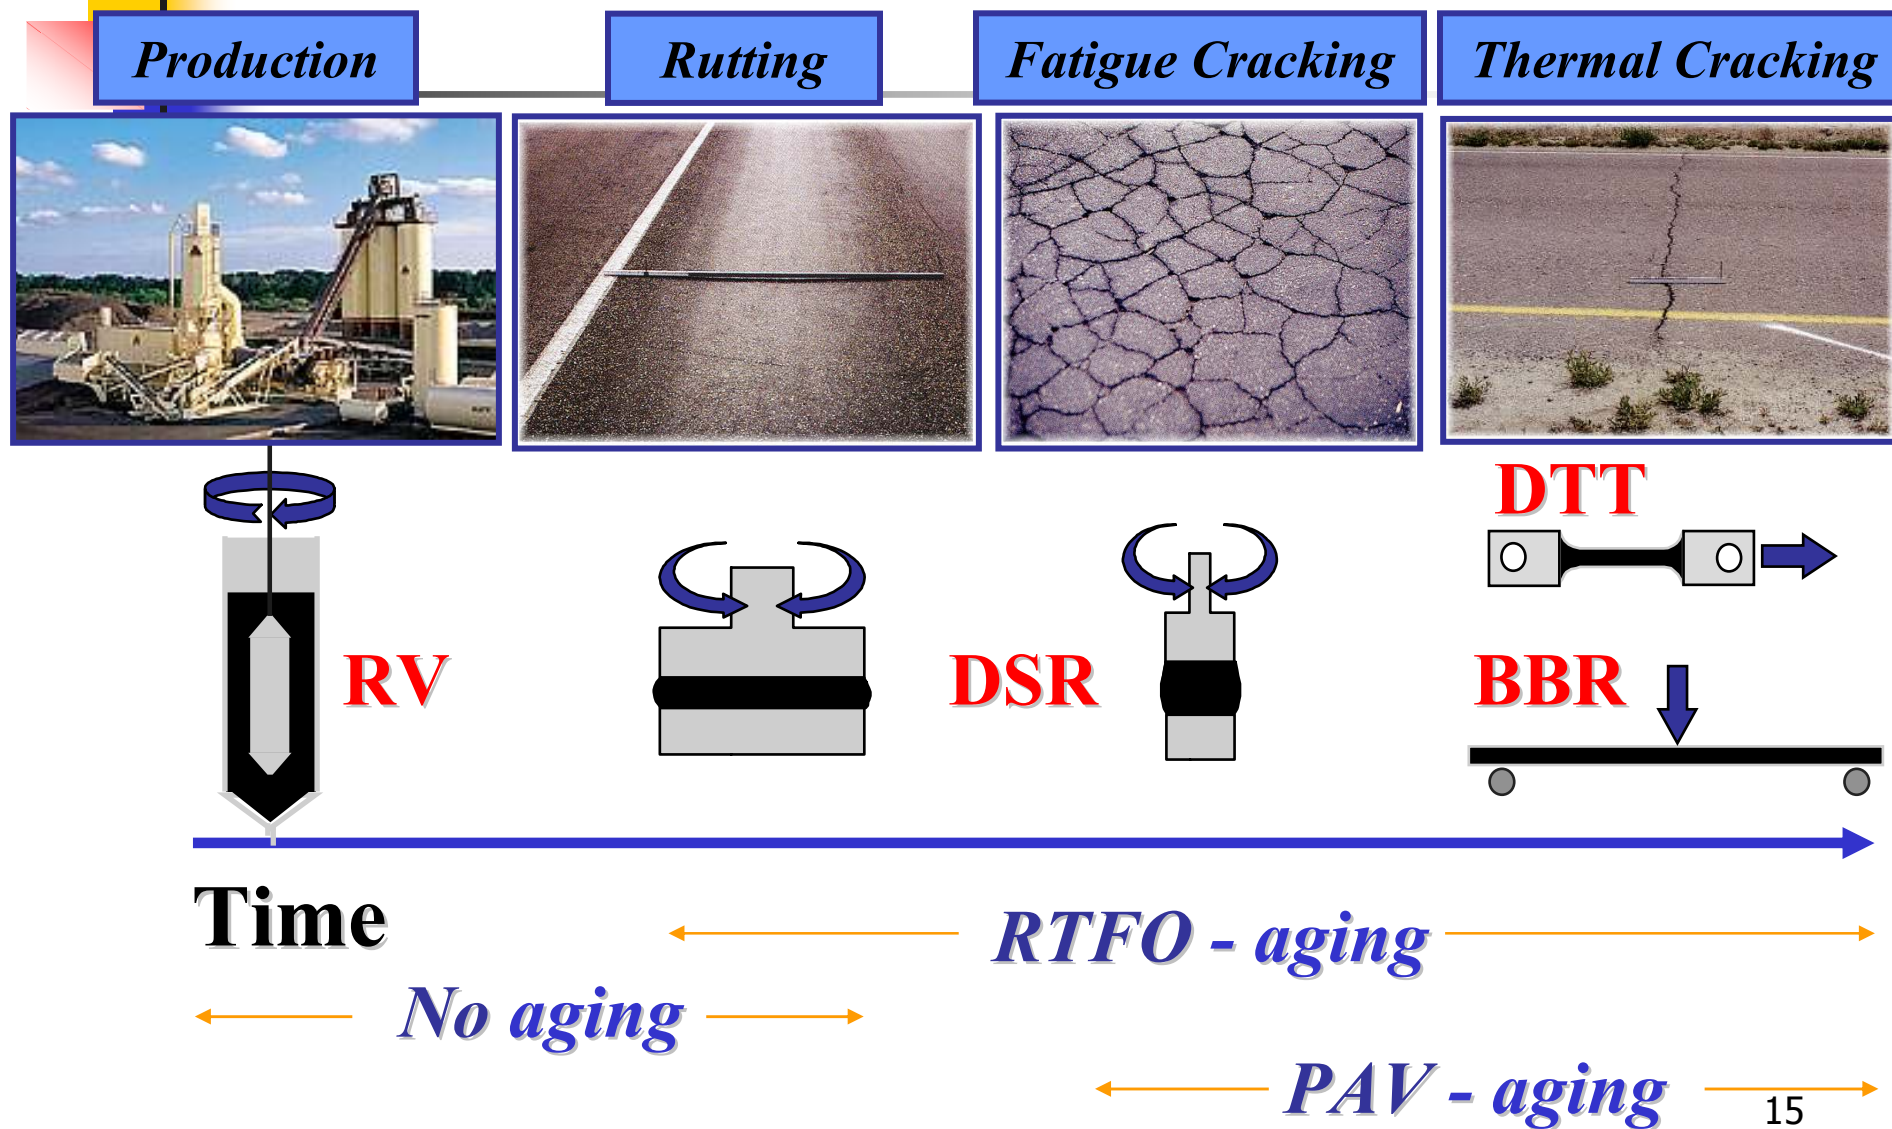 Production
Rutting
Fatigue Cracking
Thermal Cracking
DTT
RV
DSR
BBR
Time
RTFO - aging
No aging
PAV - aging
15